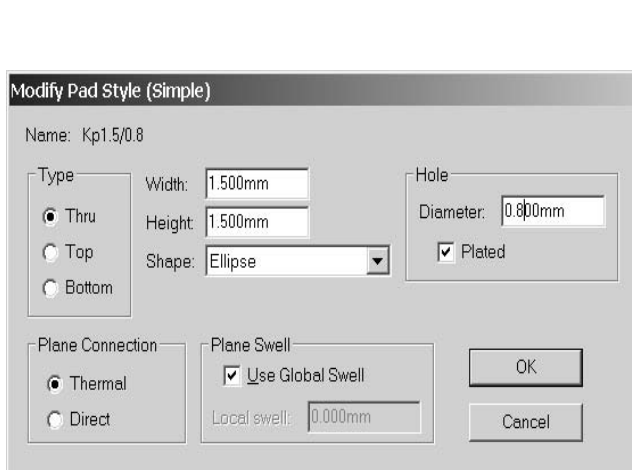 Modify Pad Style (Simple)
Name: Kp1.5/0.8
Type
Thru
Top
Bottom
Width: 1.500mm
Height: 1.500mm
Shape: Ellipse
Hole
Diameter: 0.800mm
Plated
Plane Connection
Thermal
Direct
Plane Swell
Use Global Swell
Local swell: 0.000mm
OK
Cancel